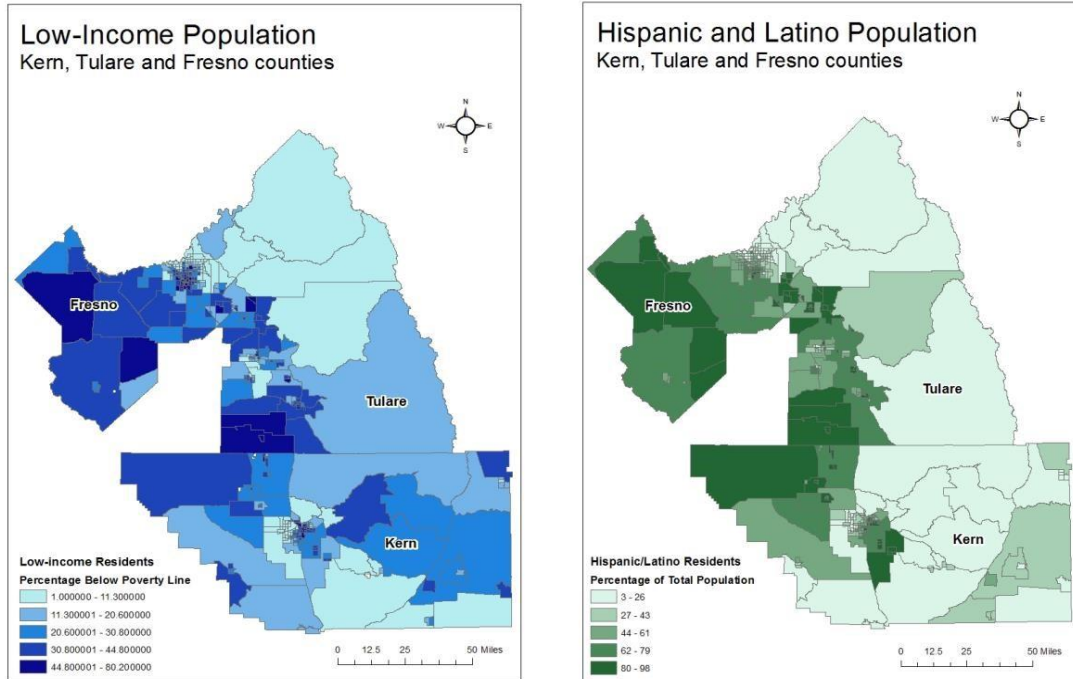 Low-Income Population
Kern, Tulare and Fresno counties
N
W E
S
Fresno
Tulare
Kern
Low-income Residents
Percentage Below Poverty Line
1.000000 - 11.300000
11.300001 - 20.600000
20.600001 - 30.800000
30.800001 - 44.800000
44.800001 - 80.200000
0 12.5 25 50 Miles
Hispanic and Latino Population
Kern, Tulare and Fresno counties
N
W E
S
Fresno
Tulare
Kern
Hispanic/Latino Residents
Percentage of Total Population
3 - 26
27 - 43
44 - 61
62 - 79
80 - 98
0 12.5 25 50 Miles